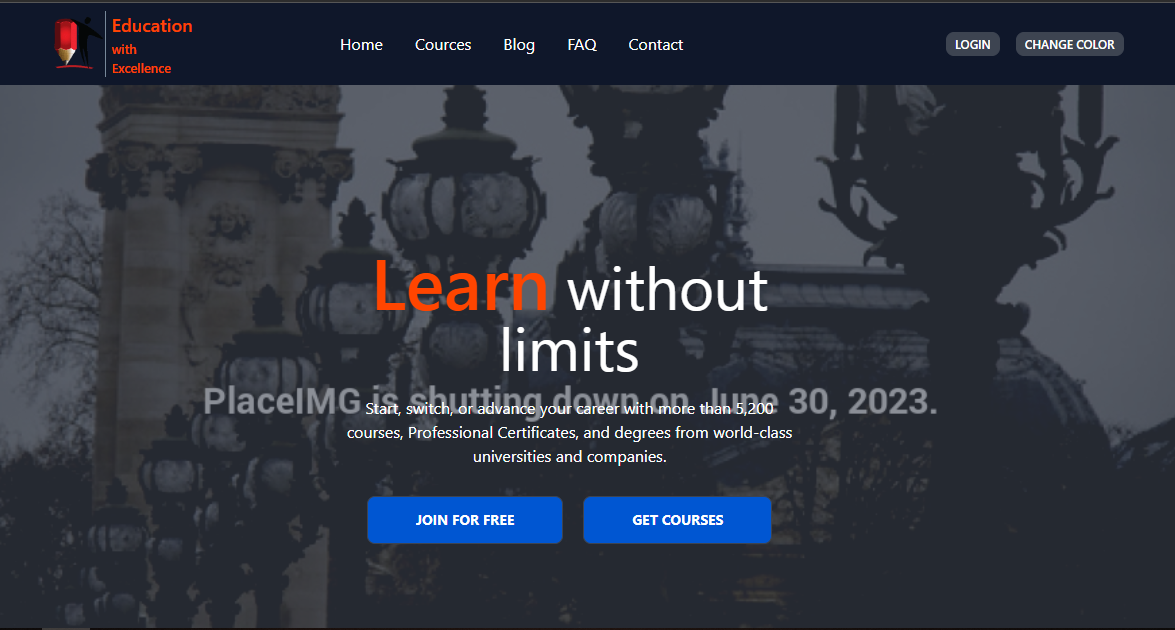 Education
with
Excellence
Home
Cources
Blog
FAQ
Contact
LOGIN
CHANGE COLOR
Learn without
limits
PlaceIMG is shutting down on June 30, 2023.
Start, switch, or advance your career with more than 5,200
courses, Professional Certificates, and degrees from world-class
universities and companies.
JOIN FOR FREE
GET COURSES